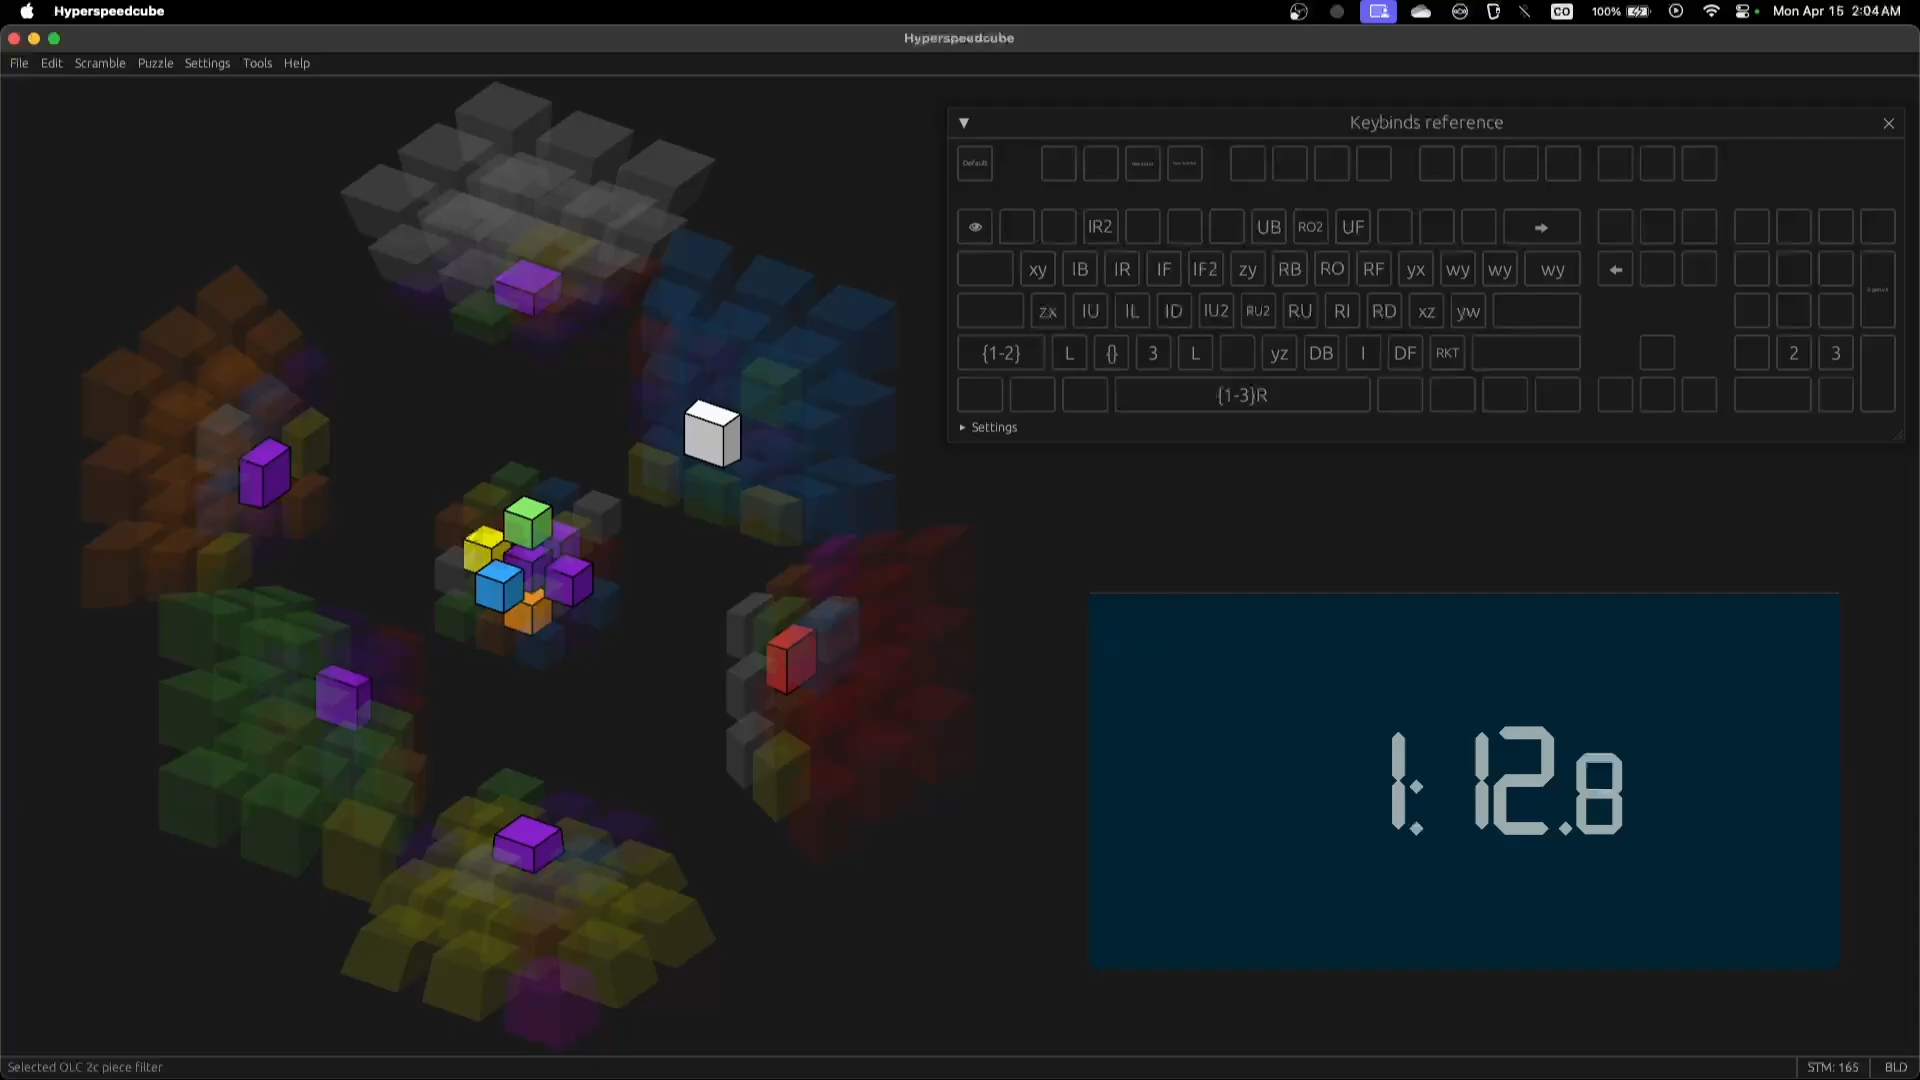 Hyperspeedcube
CO 100% Mon Apr 15 2:04 AM
Hyperspeedcube
File Edit Scramble Puzzle Settings Tools Help
Keybinds reference
Default
IR2 UB RO2 UF
xy IB IR IF IF2 zy RB RO RF yx wy wy wy
zx IU IL ID IU2 RU2 RU RI RD xz yw
{1-2} L {} 3 L yz DB I DF RKT 2 3
{1-3}R
Settings
1:12.8
Selected OLC 2c piece filter
STM: 165 BLD